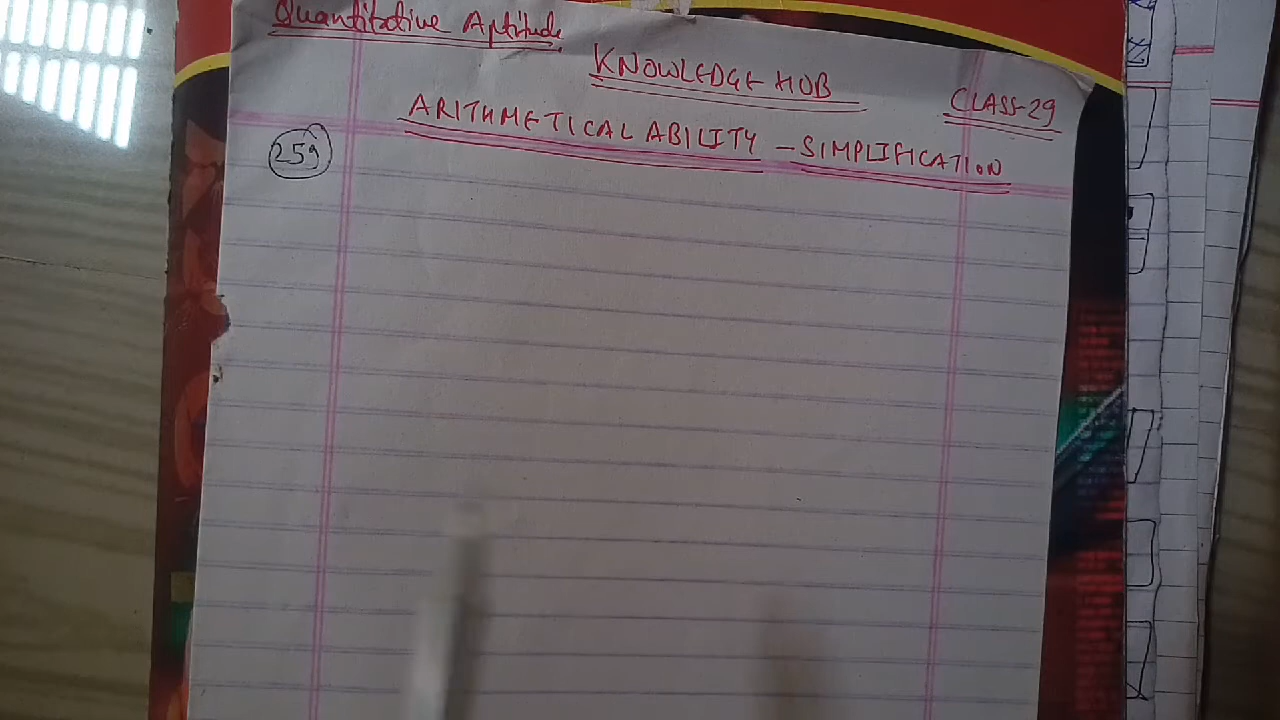 Quantitative Aptitude
KNOWLEDGE HUB
CLASS-29
ARITHMETICAL ABILITY - SIMPLIFICATION
259